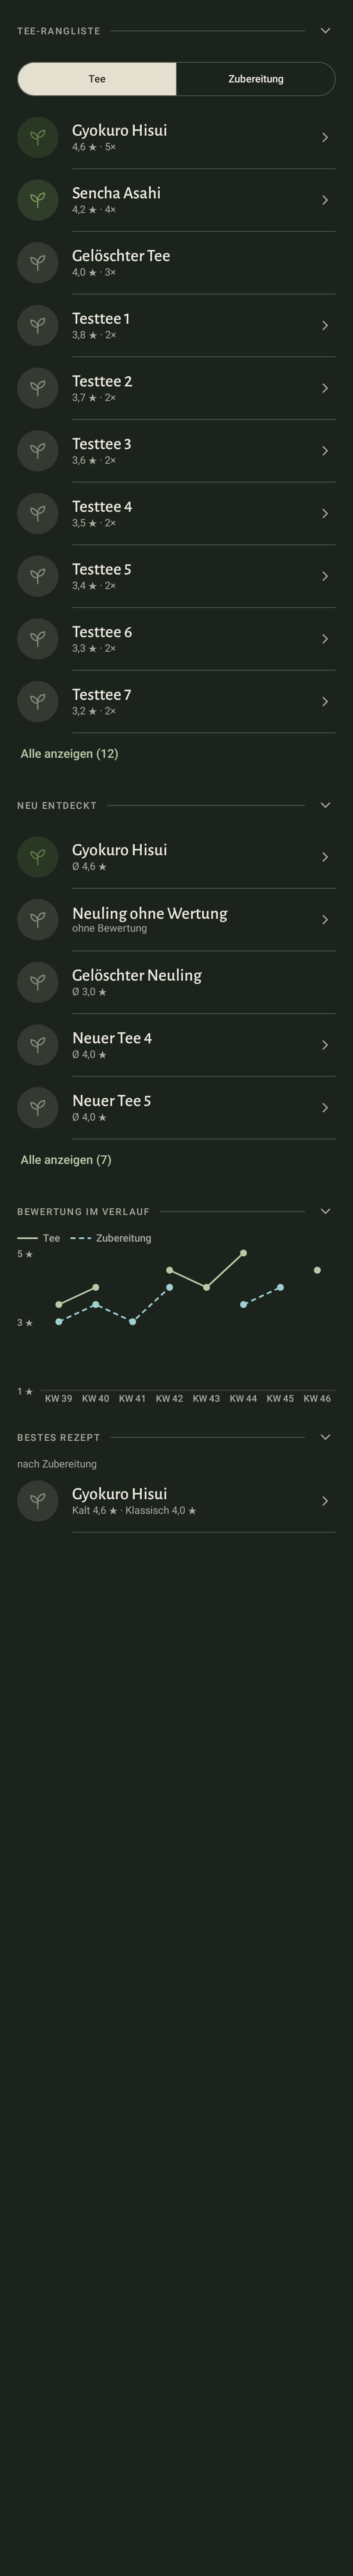 TEE-RANGLISTE
Tee
Zubereitung
Gyokuro Hisui
4,6 ★ · 5×
Sencha Asahi
4,2 ★ · 4×
Gelöschter Tee
4,0 ★ · 3×
Testtee 1
3,8 ★ · 2×
Testtee 2
3,7 ★ · 2×
Testtee 3
3,6 ★ · 2×
Testtee 4
3,5 ★ · 2×
Testtee 5
3,4 ★ · 2×
Testtee 6
3,3 ★ · 2×
Testtee 7
3,2 ★ · 2×
Alle anzeigen (12)
NEU ENTDECKT
Gyokuro Hisui
Ø 4,6 ★
Neuling ohne Wertung
ohne Bewertung
Gelöschter Neuling
Ø 3,0 ★
Neuer Tee 4
Ø 4,0 ★
Neuer Tee 5
Ø 4,0 ★
Alle anzeigen (7)
BEWERTUNG IM VERLAUF
Tee Zubereitung
5 ★
3 ★
1 ★
KW 39 KW 40 KW 41 KW 42 KW 43 KW 44 KW 45 KW 46
BESTES REZEPT
nach Zubereitung
Gyokuro Hisui
Kalt 4,6 ★ · Klassisch 4,0 ★